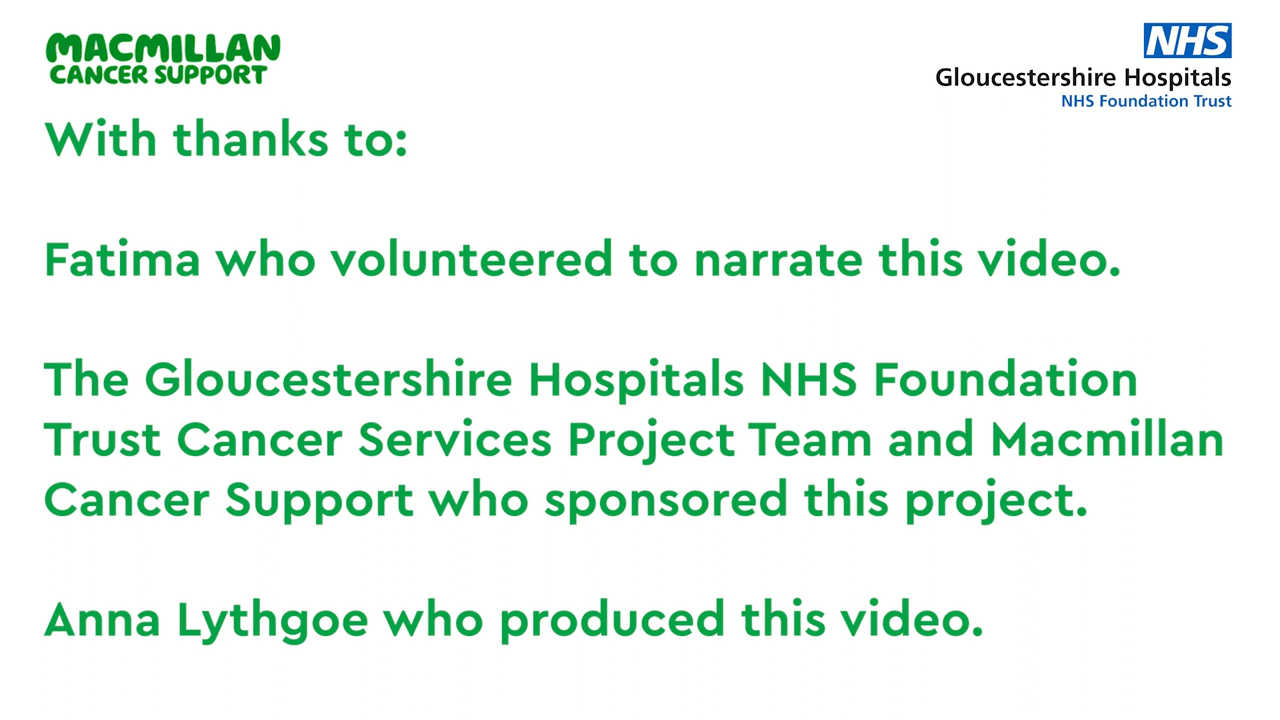 MACMILLAN
CANCER SUPPORT
NHS
Gloucestershire Hospitals
NHS Foundation Trust
With thanks to:
Fatima who volunteered to narrate this video.
The Gloucestershire Hospitals NHS Foundation
Trust Cancer Services Project Team and Macmillan
Cancer Support who sponsored this project.
Anna Lythgoe who produced this video.